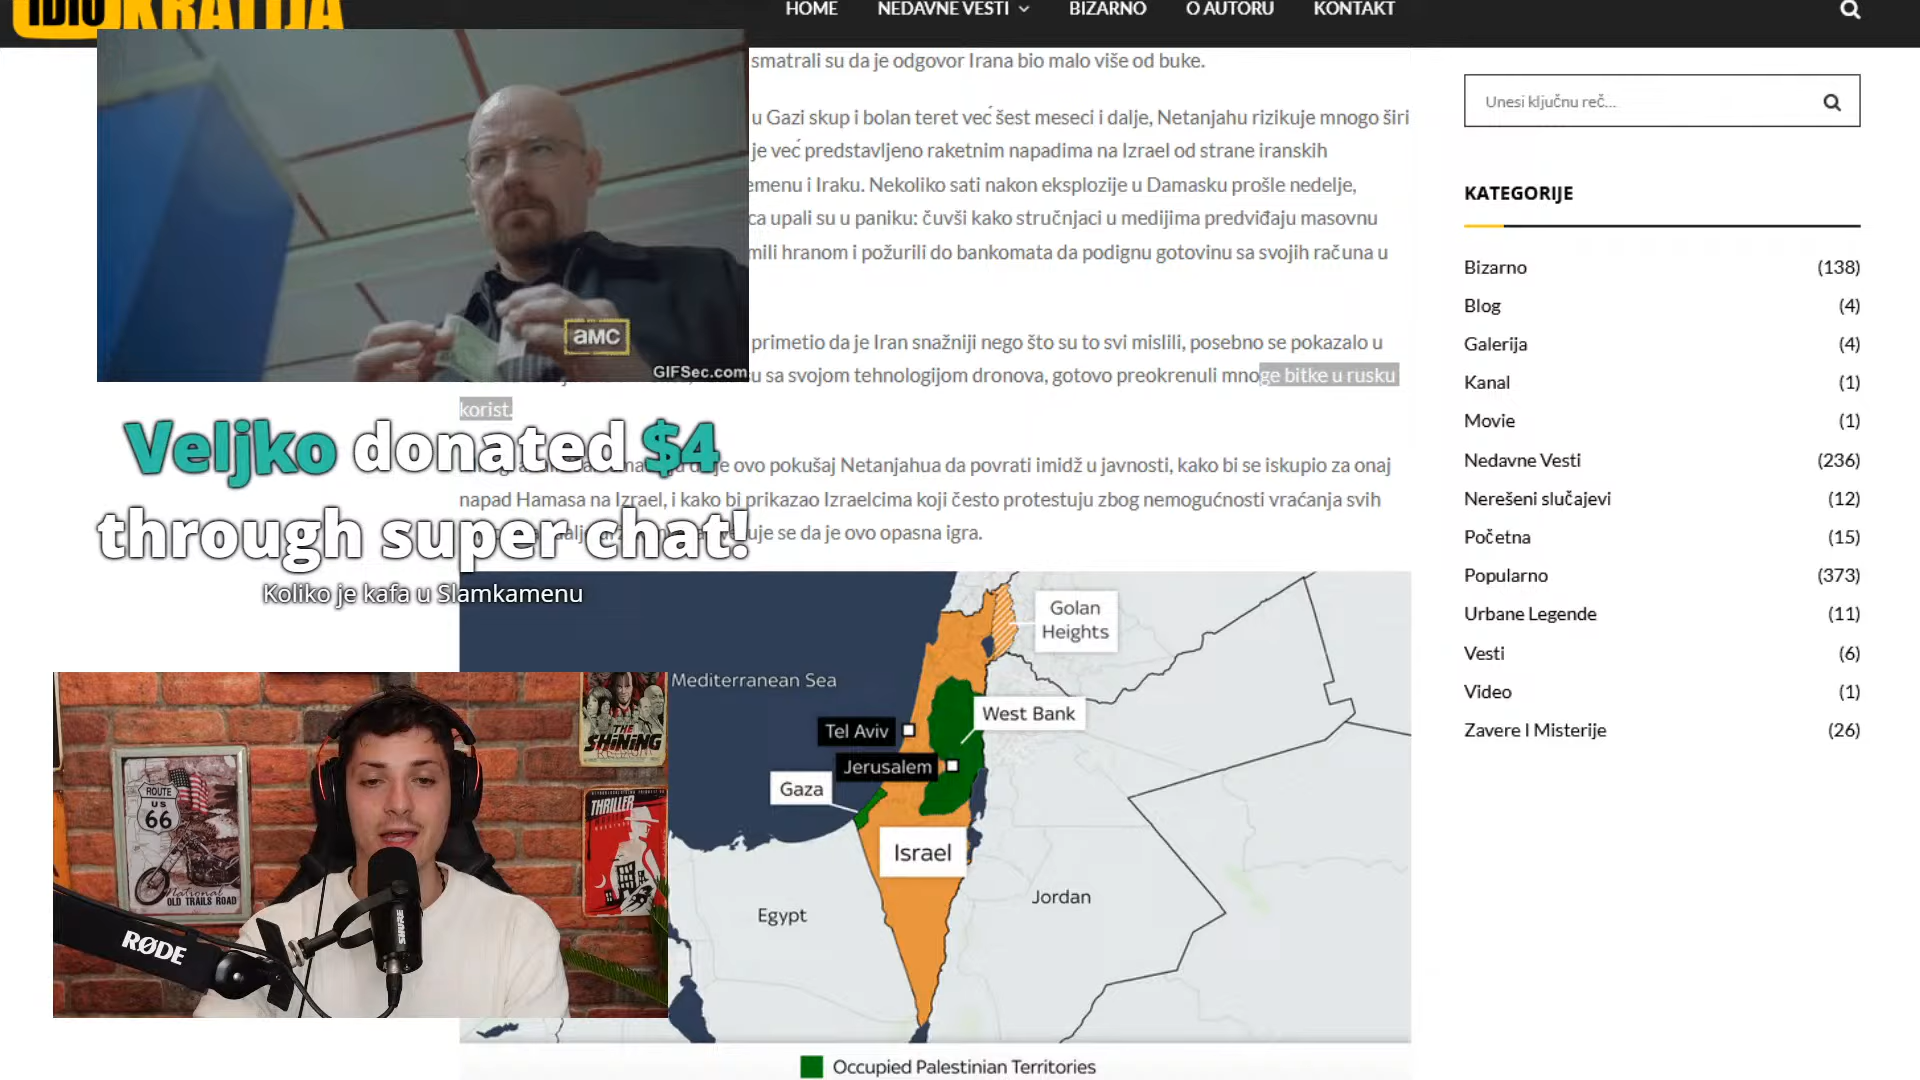 IDIOKRATIJA
HOME NEDAVNE VESTI BIZARNO O AUTORU KONTAKT
smatrali su da je odgovor Irana bio malo više od buke.
u Gazi skup i bolan teret već šest meseci i dalje, Netanjahu rizikuje mnogo širi
je već predstavljeno raketnim napadima na Izrael od strane iranskih
emenu i Iraku. Nekoliko sati nakon eksplozije u Damasku prošle nedelje,
ca upali su u paniku: čuvši kako stručnjaci u medijima predviđaju masovnu
mili hranom i požurili do bankomata da podignu gotovinu sa svojih računa u
primetio da je Iran snažniji nego što su to svi mislili, posebno se pokazalo u
su sa svojom tehnologijom dronova, gotovo preokrenuli mnoge bitke u rusku
korist.
je ovo pokušaj Netanjahua da povrati imidž u javnosti, kako bi se iskupio za onaj
napad Hamasa na Izrael, i kako bi prikazao Izraelcima koji često protestuju zbog nemogućnosti vraćanja svih
uje se da je ovo opasna igra.
aMC
GIFSec.com
Veljko donated $4
through super chat!
Koliko je kafa u Slamkamenu
Golan
Heights
Mediterranean Sea
West Bank
Tel Aviv
Jerusalem
Gaza
Israel
Jordan
Egypt
Occupied Palestinian Territories
ROUTE
US
66
National
OLD TRAILS ROAD
THE
SHiNiNG
THRILLER
RØDE
SHURE
Unesi ključnu reč...
KATEGORIJE
Bizarno (138)
Blog (4)
Galerija (4)
Kanal (1)
Movie (1)
Nedavne Vesti (236)
Nerešeni slučajevi (12)
Početna (15)
Popularno (373)
Urbane Legende (11)
Vesti (6)
Video (1)
Zavere I Misterije (26)